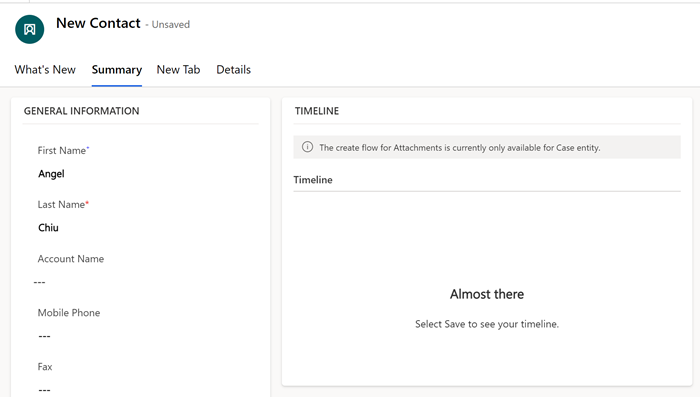 New Contact - Unsaved
What's New Summary New Tab Details
GENERAL INFORMATION
First Name*
Angel
Last Name*
Chiu
Account Name
---
Mobile Phone
---
Fax
---
TIMELINE
The create flow for Attachments is currently only available for Case entity.
Timeline
Almost there
Select Save to see your timeline.